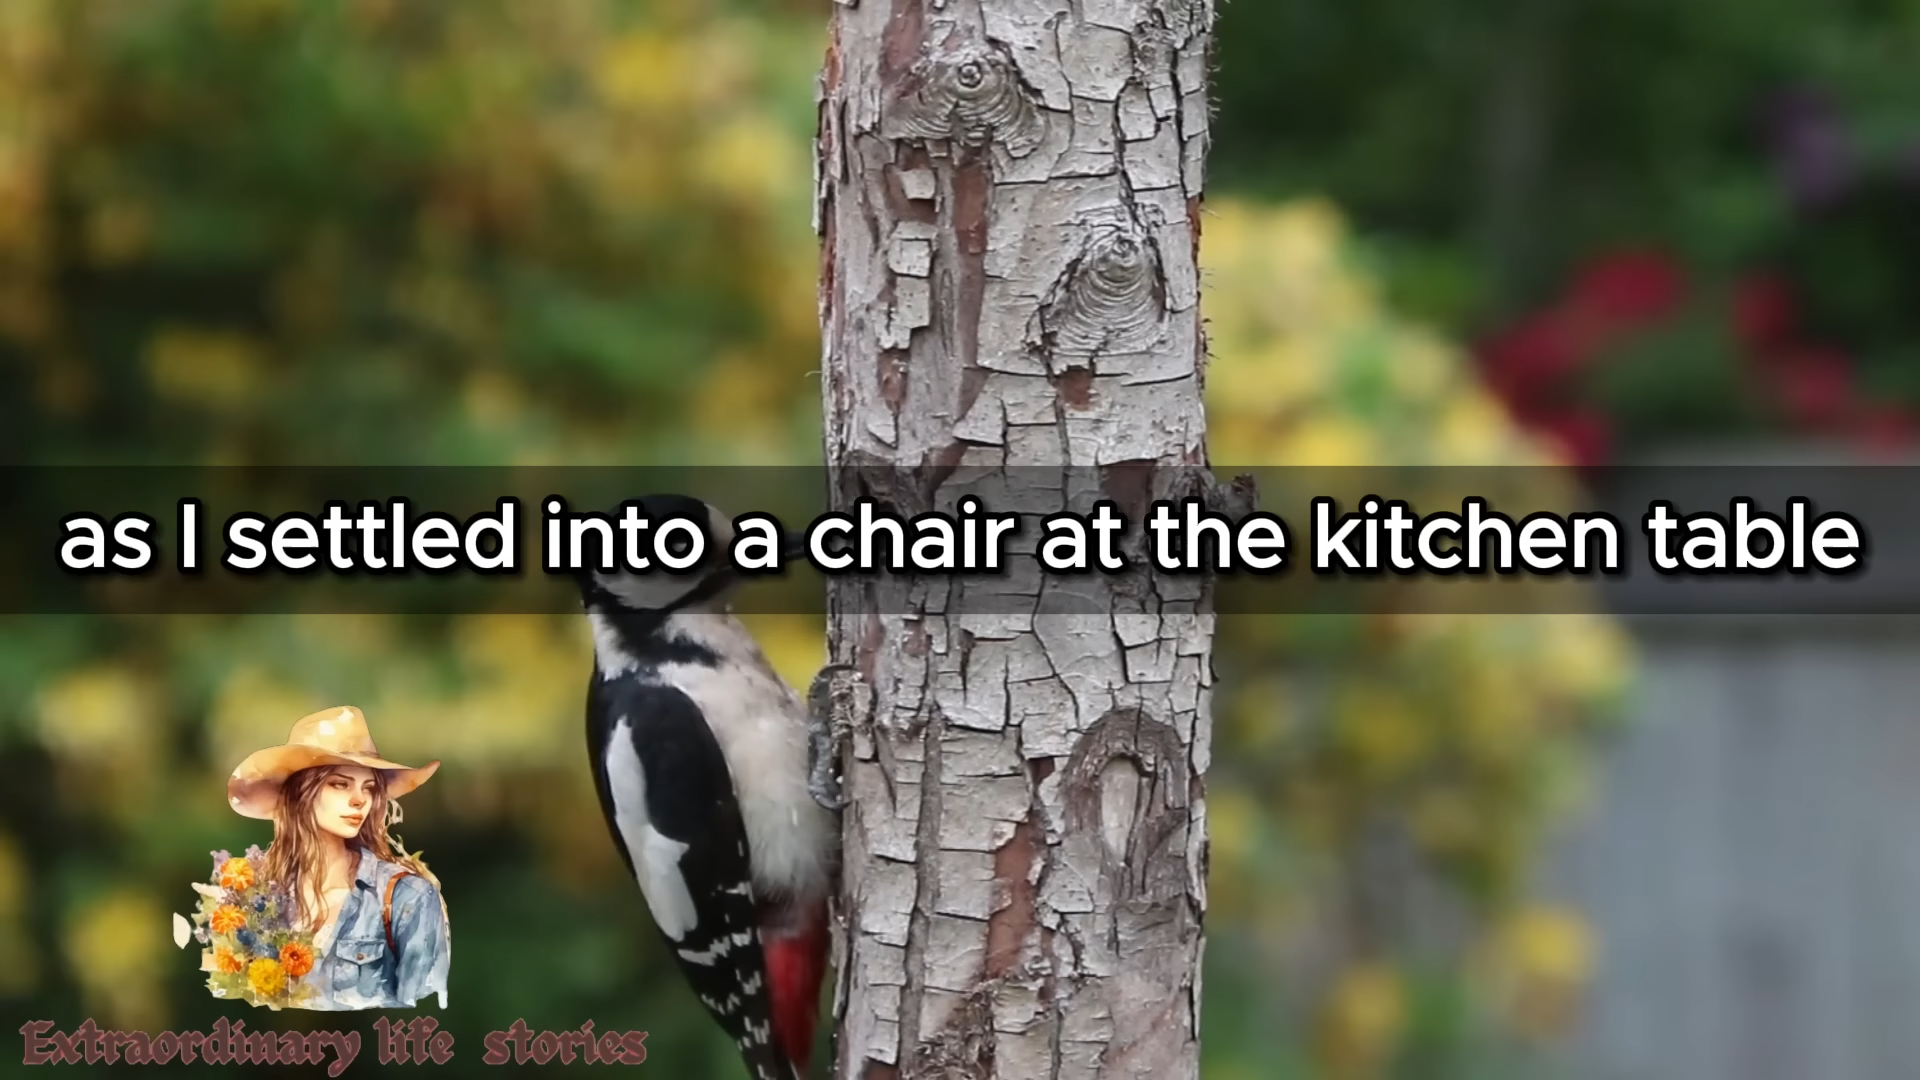 as I settled into a chair at the kitchen table
Extraordinary life stories